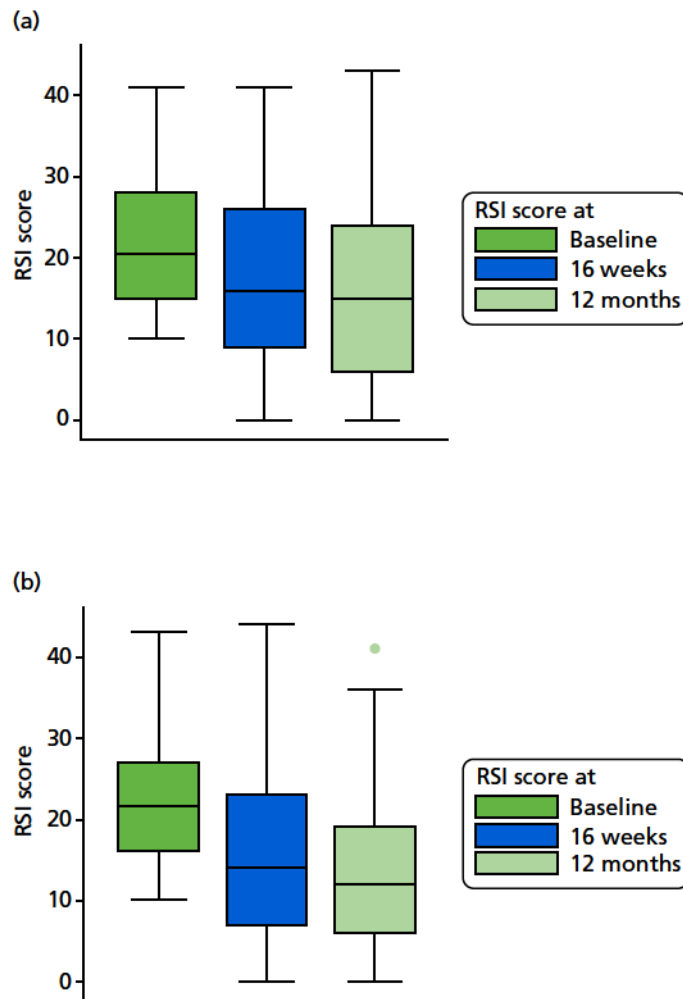 (a)
40
30
20
10
0
RSI score
RSI score at
Baseline
16 weeks
12 months
(b)
40
30
20
10
0
RSI score
RSI score at
Baseline
16 weeks
12 months